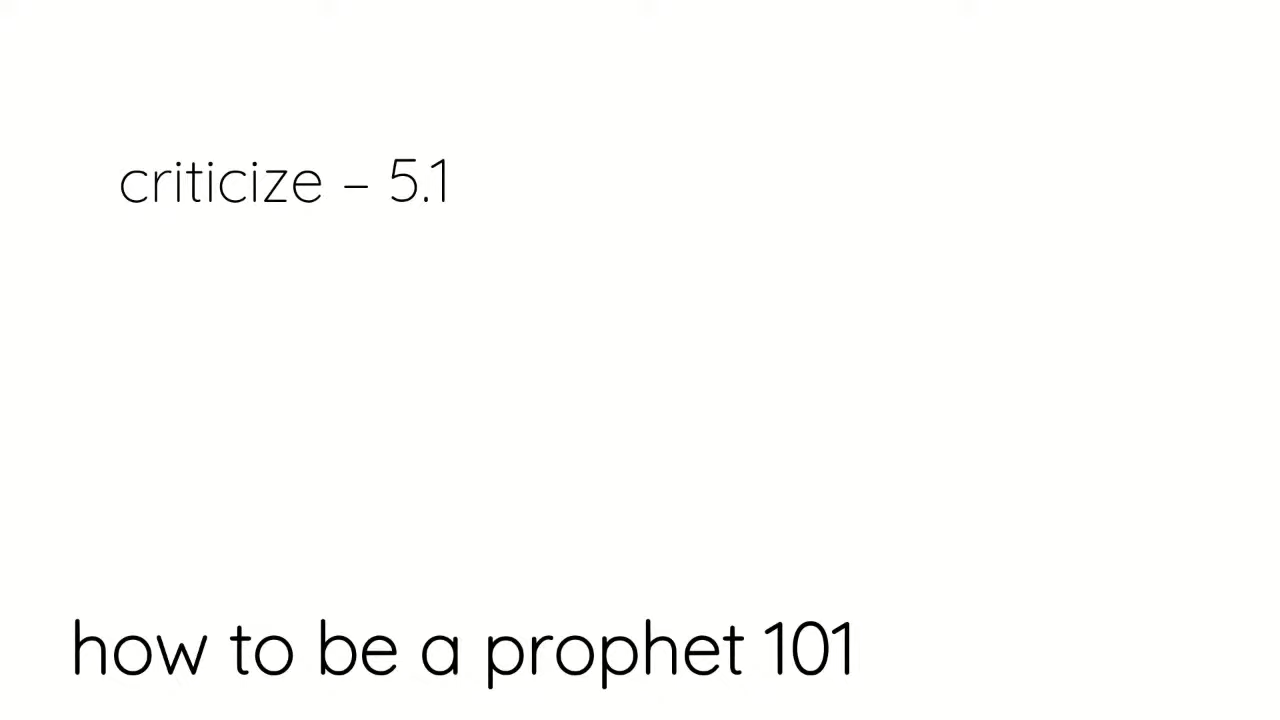 criticize – 5.1
how to be a prophet 101